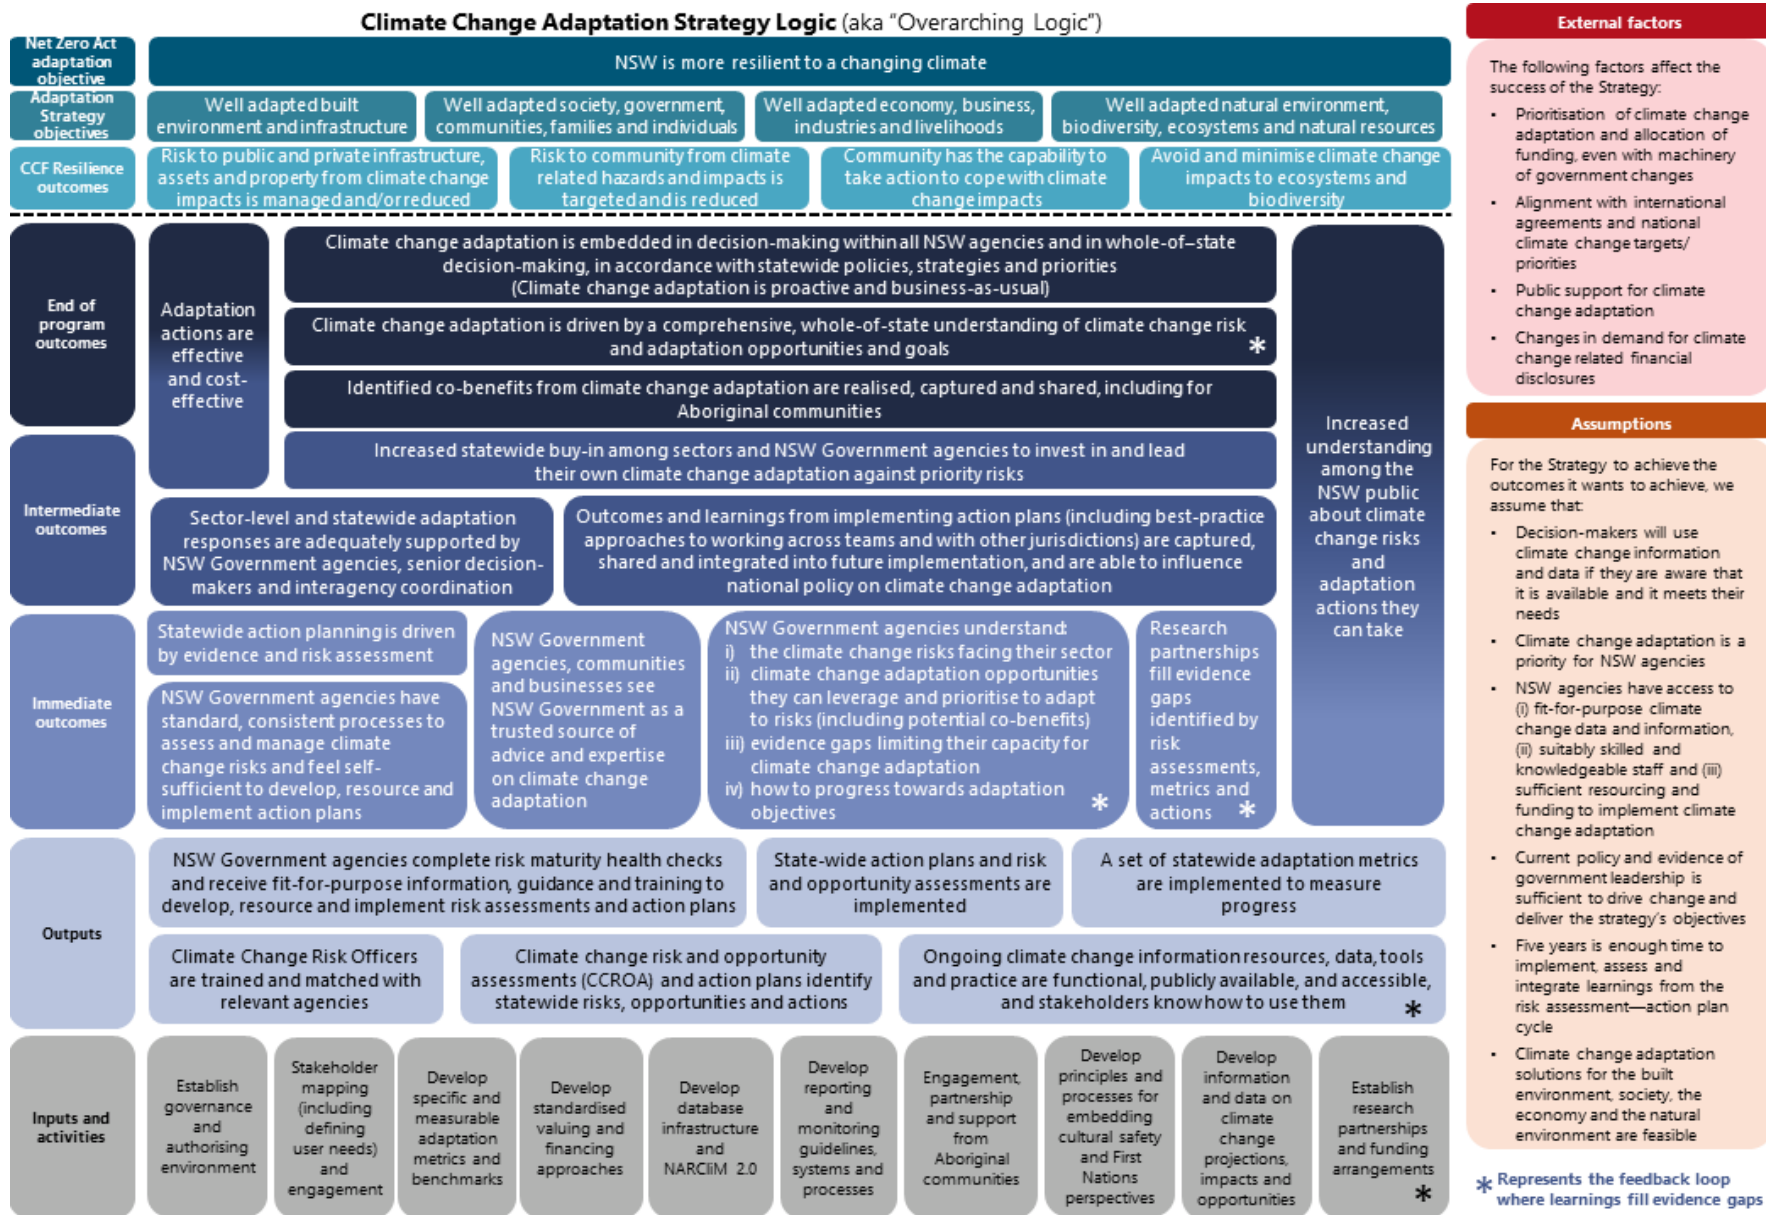 Climate Change Adaptation Strategy Logic (aka “Overarching Logic”)
Net Zero Act
adaptation
objective
NSW is more resilient to a changing climate
Adaptation
Strategy
objectives
Well adapted built
environment and infrastructure
Well adapted society, government,
communities, families and individuals
Well adapted economy, business,
industries and livelihoods
Well adapted natural environment,
biodiversity, ecosystems and natural resources
CCF Resilience
outcomes
Risk to public and private infrastructure,
assets and property from climate change
impacts is managed and/or reduced
Risk to community from climate
related hazards and impacts is
targeted and is reduced
Community has the capability to
take action to cope with climate
change impacts
Avoid and minimise climate change
impacts to ecosystems and
biodiversity
End of
program
outcomes
Adaptation
actions are
effective
and cost-
effective
Climate change adaptation is embedded in decision-making within all NSW agencies and in whole-of–state
decision-making, in accordance with statewide policies, strategies and priorities
(Climate change adaptation is proactive and business-as-usual)
Climate change adaptation is driven by a comprehensive, whole-of-state understanding of climate change risk
and adaptation opportunities and goals
*
Identified co-benefits from climate change adaptation are realised, captured and shared, including for
Aboriginal communities
Increased
understanding
among the
NSW public
about climate
change risks
and
adaptation
actions they
can take
Intermediate
outcomes
Increased statewide buy-in among sectors and NSW Government agencies to invest in and lead
their own climate change adaptation against priority risks
Sector-level and statewide adaptation
responses are adequately supported by
NSW Government agencies, senior decision-
makers and interagency coordination
Outcomes and learnings from implementing action plans (including best-practice
approaches to working across teams and with other jurisdictions) are captured,
shared and integrated into future implementation, and are able to influence
national policy on climate change adaptation
Immediate
outcomes
Statewide action planning is driven
by evidence and risk assessment
NSW Government agencies have
standard, consistent processes to
assess and manage climate
change risks and feel self-
sufficient to develop, resource and
implement action plans
NSW Government
agencies, communities
and businesses see
NSW Government as a
trusted source of
advice and expertise
on climate change
adaptation
NSW Government agencies understand:
i) the climate change risks facing their sector
ii) climate change adaptation opportunities
they can leverage and prioritise to adapt
to risks (including potential co-benefits)
iii) evidence gaps limiting their capacity for
climate change adaptation
iv) how to progress towards adaptation
objectives
*
Research
partnerships
fill evidence
gaps
identified by
risk
assessments,
metrics and
actions
*
Outputs
NSW Government agencies complete risk maturity health checks
and receive fit-for-purpose information, guidance and training to
develop, resource and implement risk assessments and action plans
State-wide action plans and risk
and opportunity assessments are
implemented
A set of statewide adaptation metrics
are implemented to measure
progress
Climate Change Risk Officers
are trained and matched with
relevant agencies
Climate change risk and opportunity
assessments (CCROA) and action plans identify
statewide risks, opportunities and actions
Ongoing climate change information resources, data, tools
and practice are functional, publicly available, and accessible,
and stakeholders know how to use them
*
Inputs and
activities
Establish
governance
and
authorising
environment
Stakeholder
mapping
(including
defining
user needs)
and
engagement
Develop
specific and
measurable
adaptation
metrics and
benchmarks
Develop
standardised
valuing and
financing
approaches
Develop
database
infrastructure
and
NARCliM 2.0
Develop
reporting
and
monitoring
guidelines,
systems and
processes
Engagement,
partnership
and support
from
Aboriginal
communities
Develop
principles and
processes for
embedding
cultural safety
and First
Nations
perspectives
Develop
information
and data on
climate
change
projections,
impacts and
opportunities
Establish
research
partnerships
and funding
arrangements
*
External factors
The following factors affect the
success of the Strategy:
• Prioritisation of climate change
adaptation and allocation of
funding, even with machinery
of government changes
• Alignment with international
agreements and national
climate change targets/
priorities
• Public support for climate
change adaptation
• Changes in demand for climate
change related financial
disclosures
Assumptions
For the Strategy to achieve the
outcomes it wants to achieve, we
assume that:
• Decision-makers will use
climate change information
and data if they are aware that
it is available and it meets their
needs
• Climate change adaptation is a
priority for NSW agencies
• NSW agencies have access to
(i) fit-for-purpose climate
change data and information,
(ii) suitably skilled and
knowledgeable staff and (iii)
sufficient resourcing and
funding to implement climate
change adaptation
• Current policy and evidence of
government leadership is
sufficient to drive change and
deliver the strategy’s objectives
• Five years is enough time to
implement, assess and
integrate learnings from the
risk assessment—action plan
cycle
• Climate change adaptation
solutions for the built
environment, society, the
economy and the natural
environment are feasible
* Represents the feedback loop
where learnings fill evidence gaps